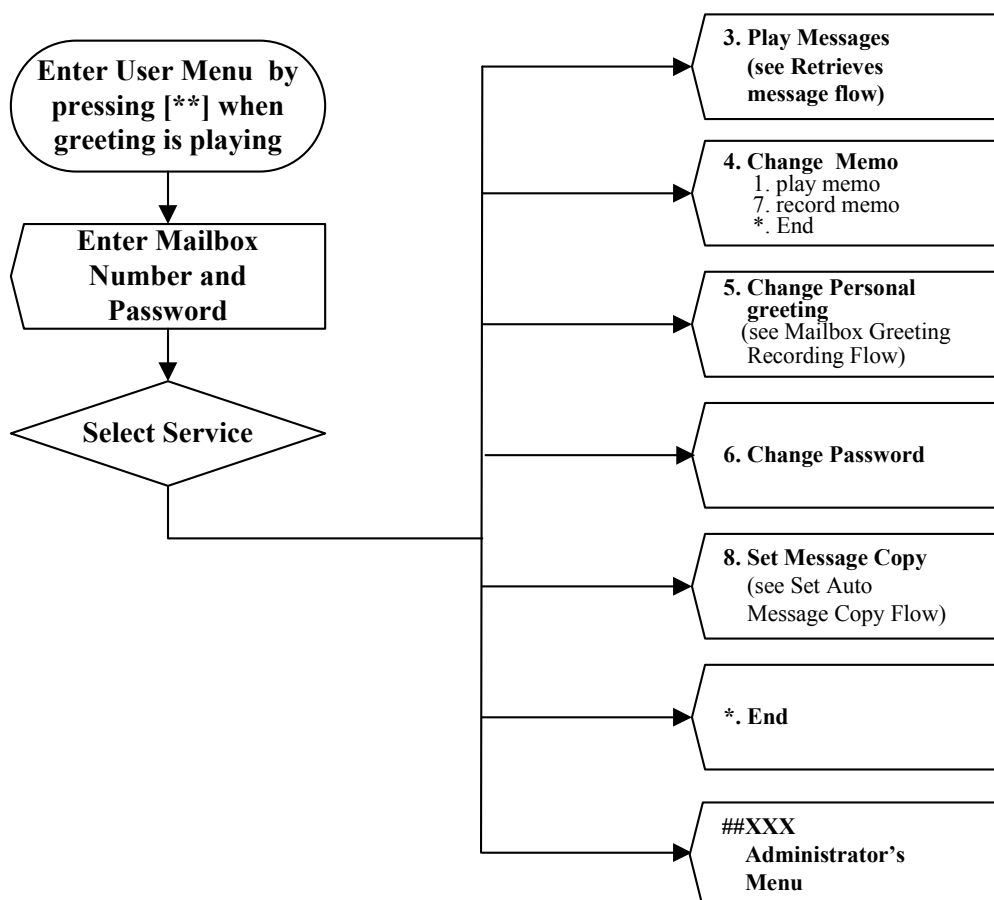 Enter User Menu by
pressing [**] when
greeting is playing
Enter Mailbox
Number and
Password
Select Service
3. Play Messages
(see Retrieves
message flow)
4. Change Memo
1. play memo
7. record memo
*. End
5. Change Personal
greeting
(see Mailbox Greeting
Recording Flow)
6. Change Password
8. Set Message Copy
(see Set Auto
Message Copy Flow)
*. End
##XXX
Administrator’s
Menu